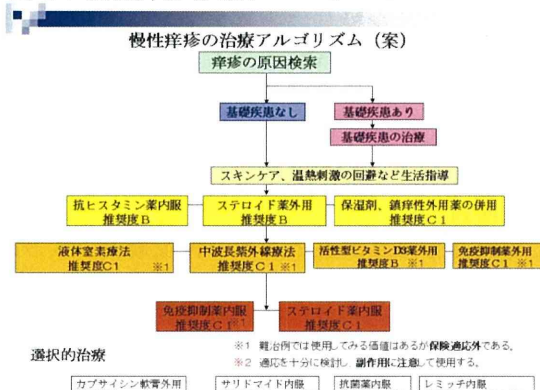 慢性痒疹の治療アルゴリズム（案）
痒疹の原因検索
基礎疾患なし
基礎疾患あり
基礎疾患の治療
スキンケア、温熱刺激の回避など生活指導
抗ヒスタミン薬内服
推奨度B
ステロイド薬外用
推奨度B
保湿剤、鎮痒性外用薬の併用
推奨度C1
液体窒素療法
推奨度C1 ※1
中波長紫外線療法
推奨度C1 ※1
活性型ビタミンD3薬外用
推奨度B ※1
免疫抑制薬外用
推奨度C1 ※1
免疫抑制薬内服
推奨度C1
ステロイド薬内服
推奨度C1
※1 難治例では使用してみる価値はあるが保険適応外である。
※2 適応を十分に検討し、副作用に注意して使用する。
選択的治療
カプサイシン軟膏外用
サリドマイド内服
抗菌薬内服
レミッチ内服